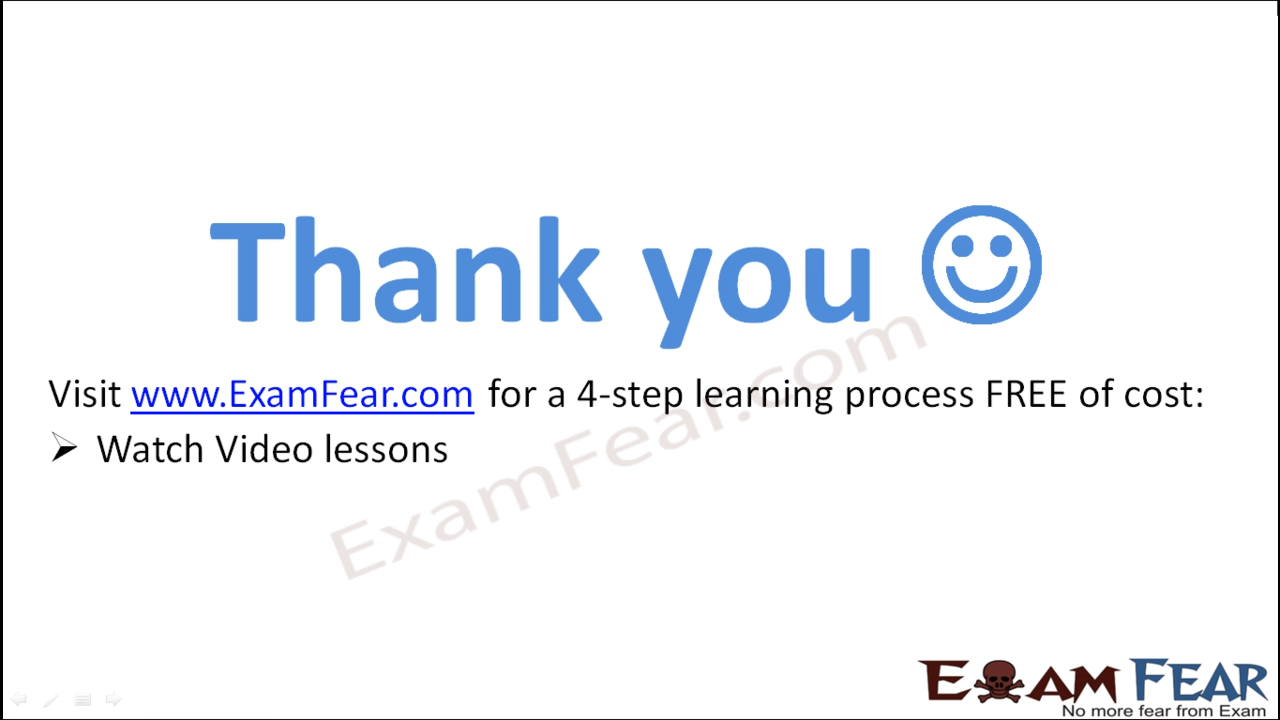 Thank you
Visit www.ExamFear.com for a 4-step learning process FREE of cost:
➢ Watch Video lessons
ExamFear.com
EXAM FEAR
No more fear from Exam